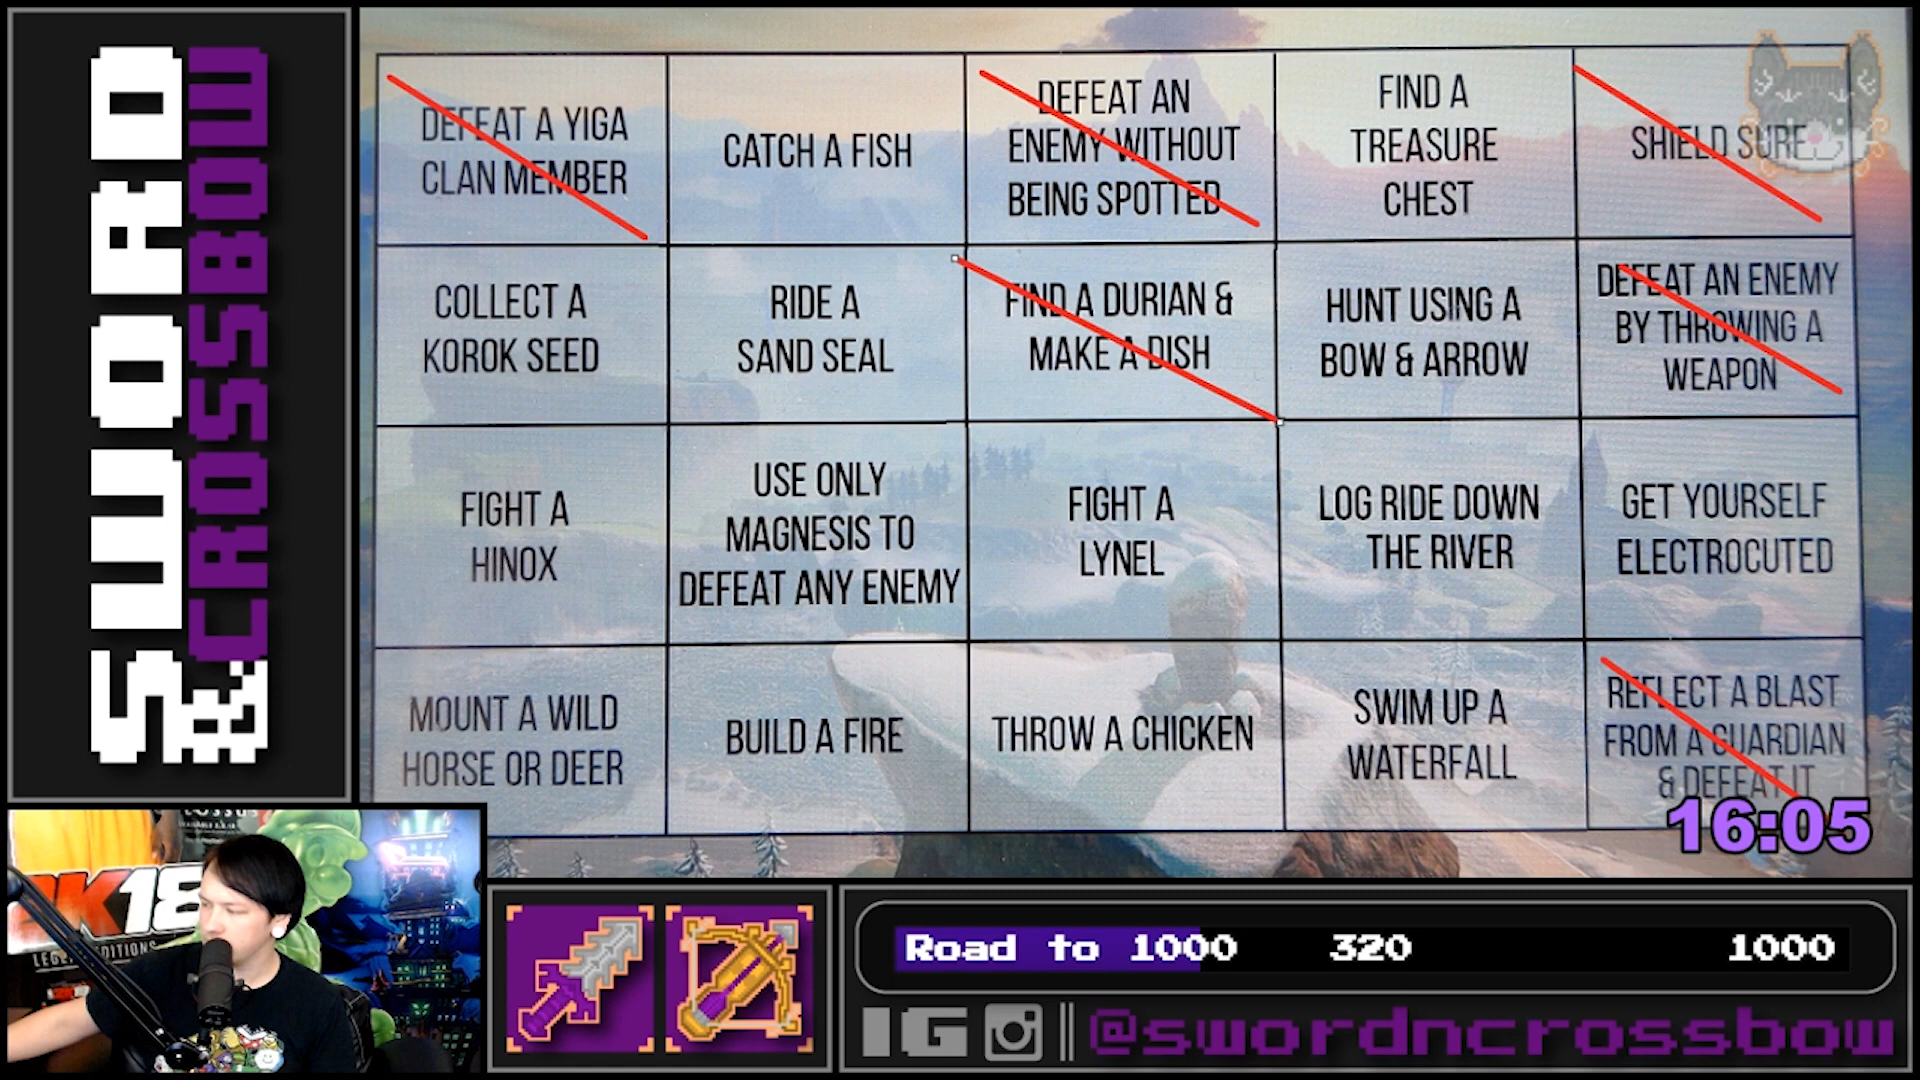 SWORD
& CROSSBOW
DEFEAT A YIGA
CLAN MEMBER
CATCH A FISH
DEFEAT AN
ENEMY WITHOUT
BEING SPOTTED
FIND A
TREASURE
CHEST
SHIELD SURF
COLLECT A
KOROK SEED
RIDE A
SAND SEAL
FIND A DURIAN &
MAKE A DISH
HUNT USING A
BOW & ARROW
DEFEAT AN ENEMY
BY THROWING A
WEAPON
FIGHT A
HINOX
USE ONLY
MAGNESIS TO
DEFEAT ANY ENEMY
FIGHT A
LYNEL
LOG RIDE DOWN
THE RIVER
GET YOURSELF
ELECTROCUTED
MOUNT A WILD
HORSE OR DEER
BUILD A FIRE
THROW A CHICKEN
SWIM UP A
WATERFALL
REFLECT A BLAST
FROM A GUARDIAN
& DEFEAT IT
16:05
2K18
Road to 1000 320 1000
IG || @swordncrossbow